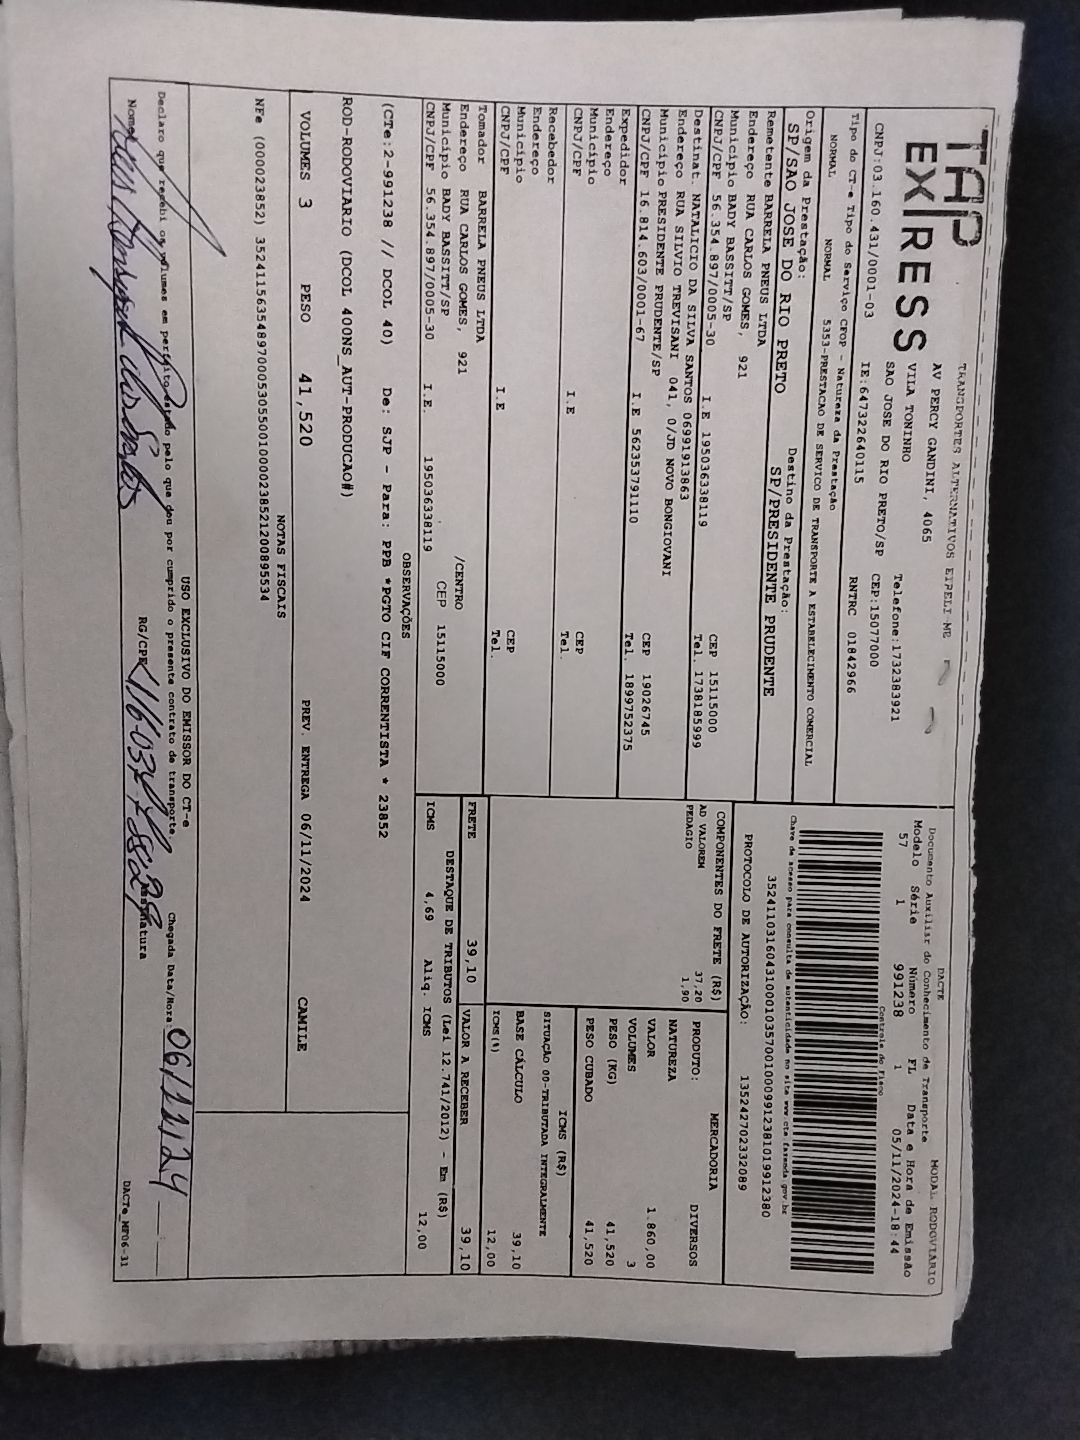 TAP
EX/RESS
TRANSPORTES ALTERNATIVOS EIRELI ME
AV PERCY GANDINI, 4065
VILA TONINHO Telefone:1732383921
SAO JOSE DO RIO PRETO/SP CEP:15077000
CNPJ:03.160.431/0001-03 IE:647322640115 RNTRC 01842966
Tipo do CT-e Tipo do Serviço CFOP - Natureza da Prestação
NORMAL NORMAL 5353-PRESTACAO DE SERVICO DE TRANSPORTE A ESTABELECIMENTO COMERCIAL
Origem da Prestação: Destino da Prestação:
SP/SAO JOSE DO RIO PRETO SP/PRESIDENTE PRUDENTE
DACTE MODAL RODOVIARIO
Documento Auxiliar do Conhecimento de Transporte
Modelo Série Número FL Data e Hora de Emissão
57 1 991238 1 05/11/2024-18:44
Controle do Fisco
Chave de acesso para consulta de autenticidade no site www.cte.fazenda.gov.br
35241103160431000103570010009912381019912380
PROTOCOLO DE AUTORIZAÇÃO: 135242702332089
Remetente BARRELA PNEUS LTDA
Endereço RUA CARLOS GOMES, 921
Município BADY BASSITT/SP CEP 15115000
CNPJ/CPF 56.354.897/0005-30 I.E 195036338119 Tel. 1738185999
Destinat. NATALICIO DA SILVA SANTOS 06991913863
Endereço RUA SILVIO TREVISANI 041, 0/JD NOVO BONGIOVANI
Município PRESIDENTE PRUDENTE/SP CEP 19026745
CNPJ/CPF 16.814.603/0001-67 I.E 562353791110 Tel. 1899752375
Expedidor
Endereço
Município CEP
CNPJ/CPF I.E Tel.
Recebedor
Endereço
Município CEP
CNPJ/CPF I.E Tel.
Tomador BARRELA PNEUS LTDA
Endereço RUA CARLOS GOMES, 921 /CENTRO
Município BADY BASSITT/SP CEP 15115000
CNPJ/CPF 56.354.897/0005-30 I.E. 195036338119
COMPONENTES DO FRETE (R$)
AD VALOREM 37,20
PEDAGIO 1,90
MERCADORIA
PRODUTO: DIVERSOS
NATUREZA
VALOR 1.860,00
VOLUMES 3
PESO (KG) 41,520
PESO CUBADO 41,520
ICMS (R$)
SITUAÇÃO 00-TRIBUTADA INTEGRALMENTE
BASE CÁLCULO 39,10
ICMS(%) 12,00
FRETE 39,10 VALOR A RECEBER 39,10
DESTAQUE DE TRIBUTOS (Lei 12.741/2012) - Em (R$)
ICMS 4,69 Aliq. ICMS 12,00
OBSERVAÇÕES
(CTe:2-991238 // DCOL 40) De: SJP - Para: PPB *PGTO CIF CORRENTISTA * 23852
ROD-RODOVIARIO (DCOL 400NS_AUT-PRODUCAO#)
VOLUMES 3 PESO 41,520 PREV. ENTREGA 06/11/2024 CAMILE
NOTAS FISCAIS
NFe (000023852) 35241156354897000530550010000238521200895534
USO EXCLUSIVO DO EMISSOR DO CT-e
Declaro que recebi os volumes em perfeito estado pelo que dou por cumprido o presente contrato de transporte. Chegada Data/Hora 06/11/24
Nome RG/CPF Assinatura
DACTe_MP06-31